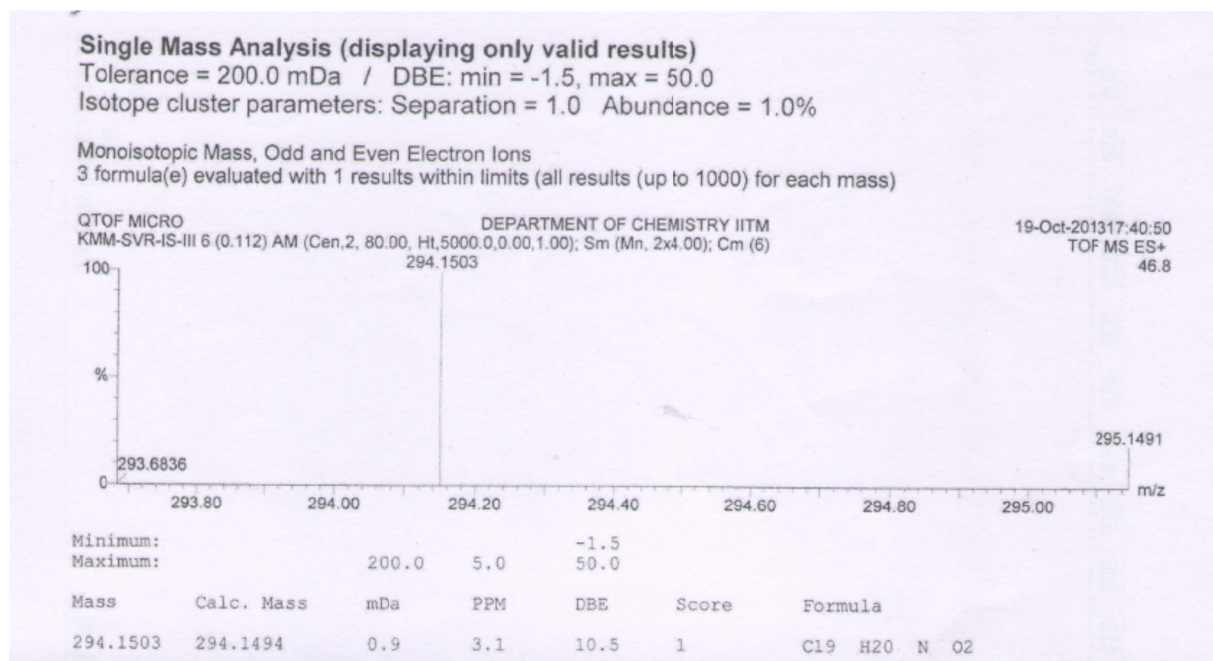 Single Mass Analysis (displaying only valid results)
Tolerance = 200.0 mDa / DBE: min = -1.5, max = 50.0
Isotope cluster parameters: Separation = 1.0 Abundance = 1.0%
Monoisotopic Mass, Odd and Even Electron Ions
3 formula(e) evaluated with 1 results within limits (all results (up to 1000) for each mass)
QTOF MICRO DEPARTMENT OF CHEMISTRY IITM 19-Oct-201317:40:50
KMM-SVR-IS-III 6 (0.112) AM (Cen,2, 80.00, Ht,5000.0,0.00,1.00); Sm (Mn, 2x4.00); Cm (6) TOF MS ES+
46.8
100
294.1503
%
295.1491
293.6836
0
m/z
293.80 294.00 294.20 294.40 294.60 294.80 295.00
Minimum: -1.5
Maximum: 200.0 5.0 50.0
Mass Calc. Mass mDa PPM DBE Score Formula
294.1503 294.1494 0.9 3.1 10.5 1 C19 H20 N O2